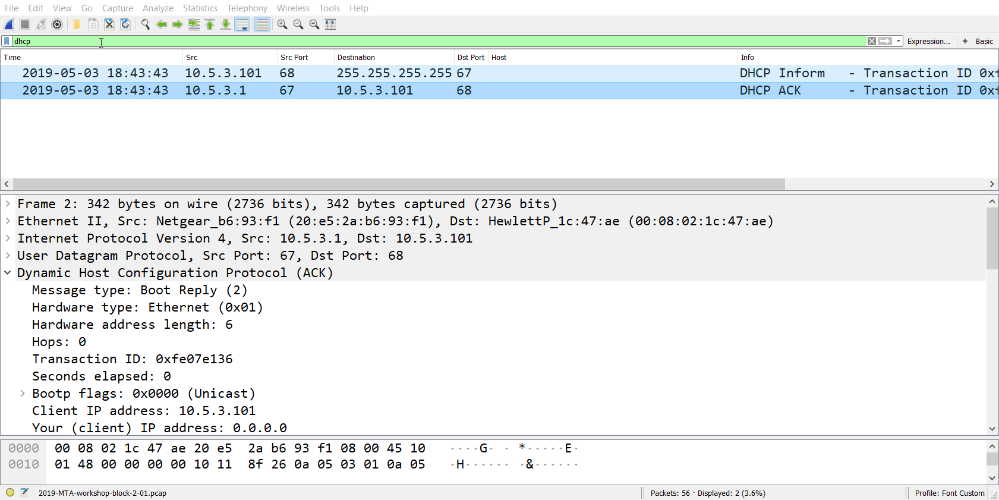 File Edit View Go Capture Analyze Statistics Telephony Wireless Tools Help
dhcp Expression... + Basic
Time Src Src Port Destination Dst Port Host Info
2019-05-03 18:43:43 10.5.3.101 68 255.255.255.255 67 DHCP Inform - Transaction ID 0xf
2019-05-03 18:43:43 10.5.3.1 67 10.5.3.101 68 DHCP ACK - Transaction ID 0xf
Frame 2: 342 bytes on wire (2736 bits), 342 bytes captured (2736 bits)
Ethernet II, Src: Netgear_b6:93:f1 (20:e5:2a:b6:93:f1), Dst: HewlettP_1c:47:ae (00:08:02:1c:47:ae)
Internet Protocol Version 4, Src: 10.5.3.1, Dst: 10.5.3.101
User Datagram Protocol, Src Port: 67, Dst Port: 68
Dynamic Host Configuration Protocol (ACK)
Message type: Boot Reply (2)
Hardware type: Ethernet (0x01)
Hardware address length: 6
Hops: 0
Transaction ID: 0xfe07e136
Seconds elapsed: 0
Bootp flags: 0x0000 (Unicast)
Client IP address: 10.5.3.101
Your (client) IP address: 0.0.0.0
0000 00 08 02 1c 47 ae 20 e5 2a b6 93 f1 08 00 45 10 ····G· · *·····E·
0010 01 48 00 00 00 00 10 11 8f 26 0a 05 03 01 0a 05 ·H······ ·&······
2019-MTA-workshop-block-2-01.pcap Packets: 56 · Displayed: 2 (3.6%) Profile: Font Custom